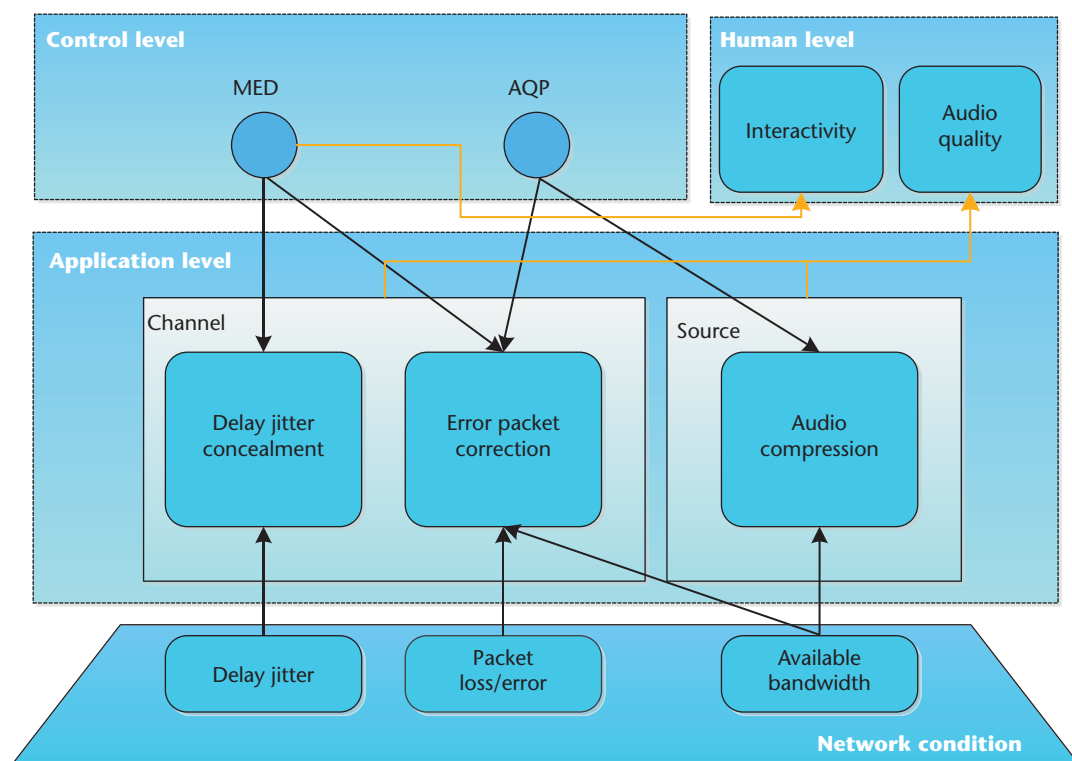 Control level
MED
AQP
Human level
Interactivity
Audio
quality
Application level
Channel
Delay jitter
concealment
Error packet
correction
Source
Audio
compression
Delay jitter
Packet
loss/error
Available
bandwidth
Network condition